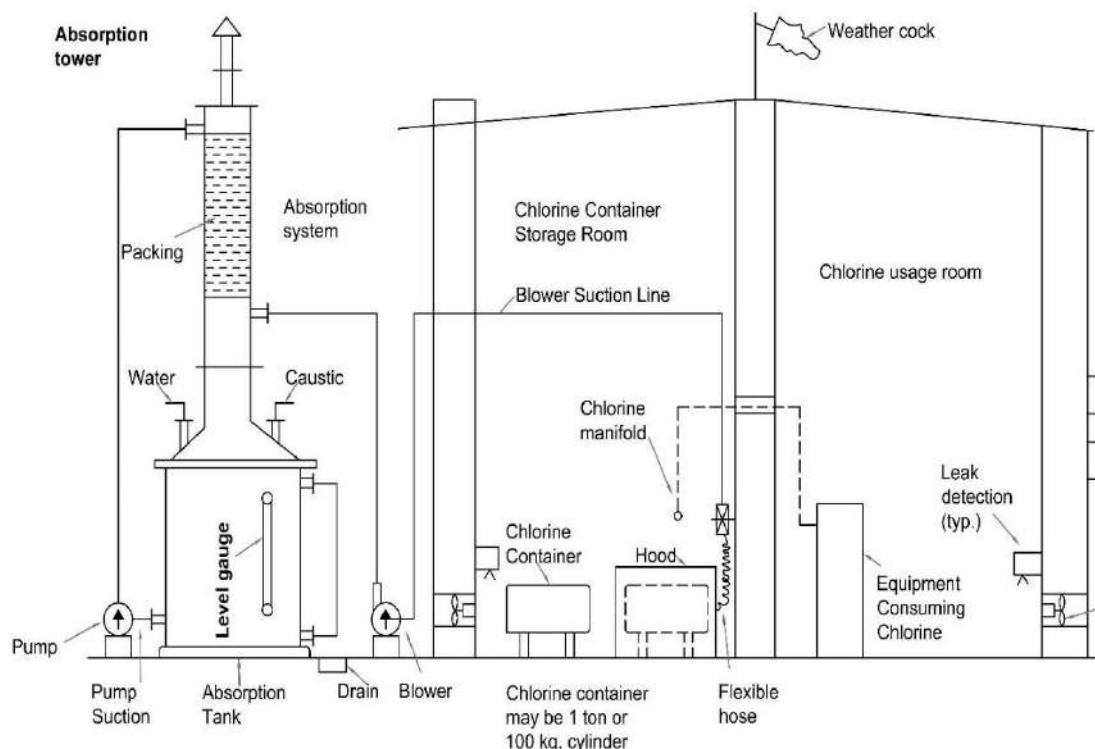 Absorption
tower
Weather cock
Absorption
system
Packing
Chlorine Container
Storage Room
Chlorine usage room
Blower Suction Line
Water
Caustic
Chlorine
manifold
Leak
detection
(typ.)
Level gauge
Chlorine
Container
Hood
Equipment
Consuming
Chlorine
Pump
Pump
Suction
Absorption
Tank
Drain
Blower
Chlorine container
may be 1 ton or
100 kg. cylinder
Flexible
hose